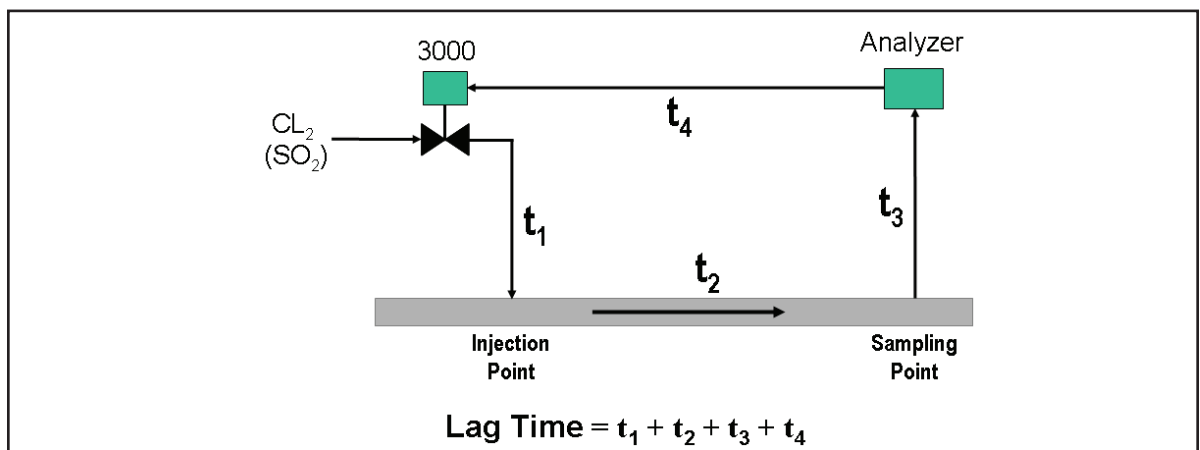 Analyzer
3000
t₄
CL₂
(SO₂)
t₁
t₃
t₂
Injection
Point
Sampling
Point
Lag Time = t₁ + t₂ + t₃ + t₄